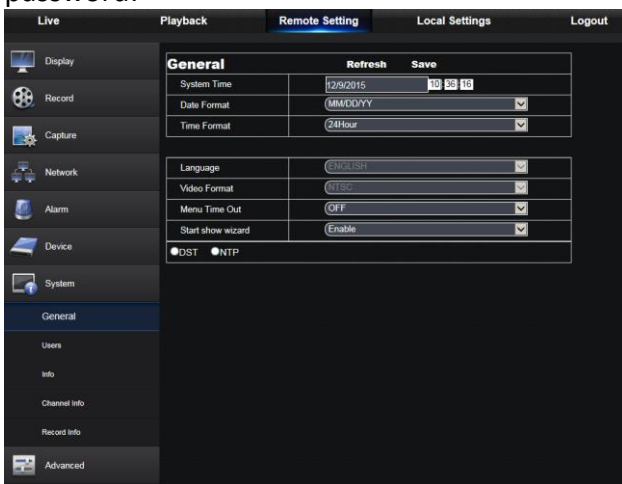 password.
Live Playback Remote Setting Local Settings Logout
Display
Record
Capture
Network
Alarm
Device
System
General
Users
Info
Channel Info
Record Info
Advanced
General Refresh Save
System Time 12/9/2015 10:36:16
Date Format MM/DD/YY
Time Format 24Hour
Language ENGLISH
Video Format NTSC
Menu Time Out OFF
Start show wizard Enable
DST NTP